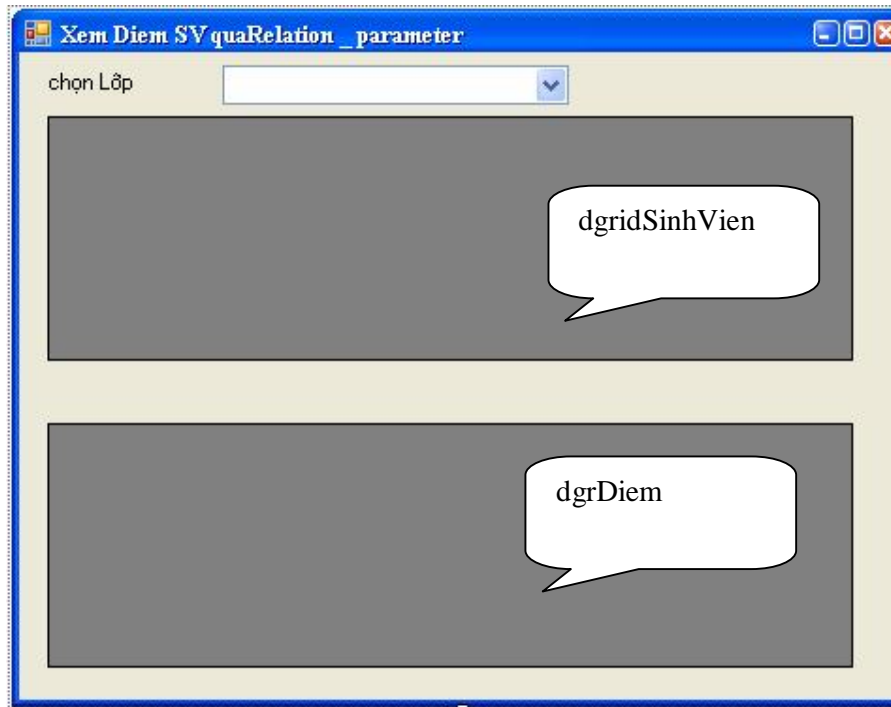 Xem Diem SV quaRelation _ parameter
chọn Lớp
dgridSinhVien
dgrDiem